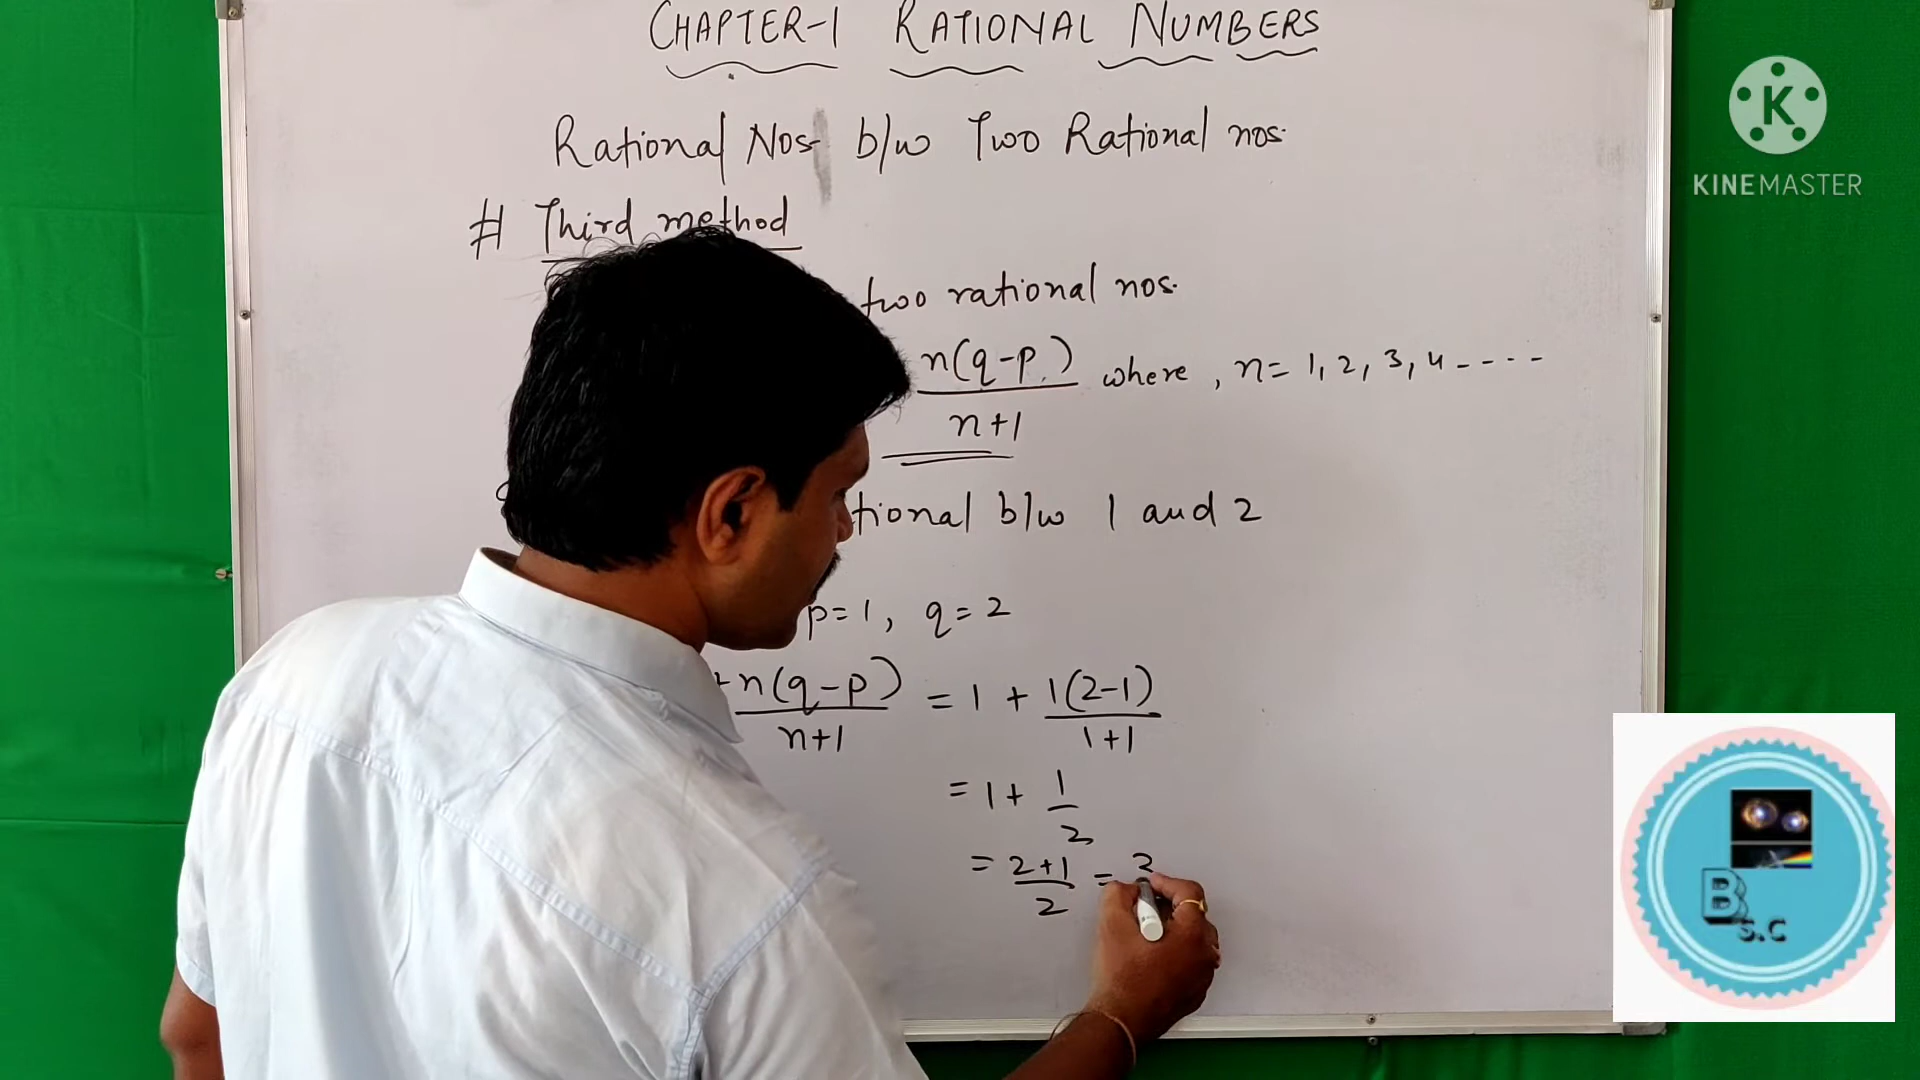 CHAPTER-1 RATIONAL NUMBERS
Rational Nos b/w Two Rational nos.
# Third method
two rational nos.
n(q-p) where, n= 1, 2, 3, 4 - - - -
n+1
tional b/w 1 and 2
p=1, q=2
+ n(q-p) = 1 + 1(2-1)
n+1 1+1
= 1 + 1
2
= 2+1 =
2
KINEMASTER
B
S.C